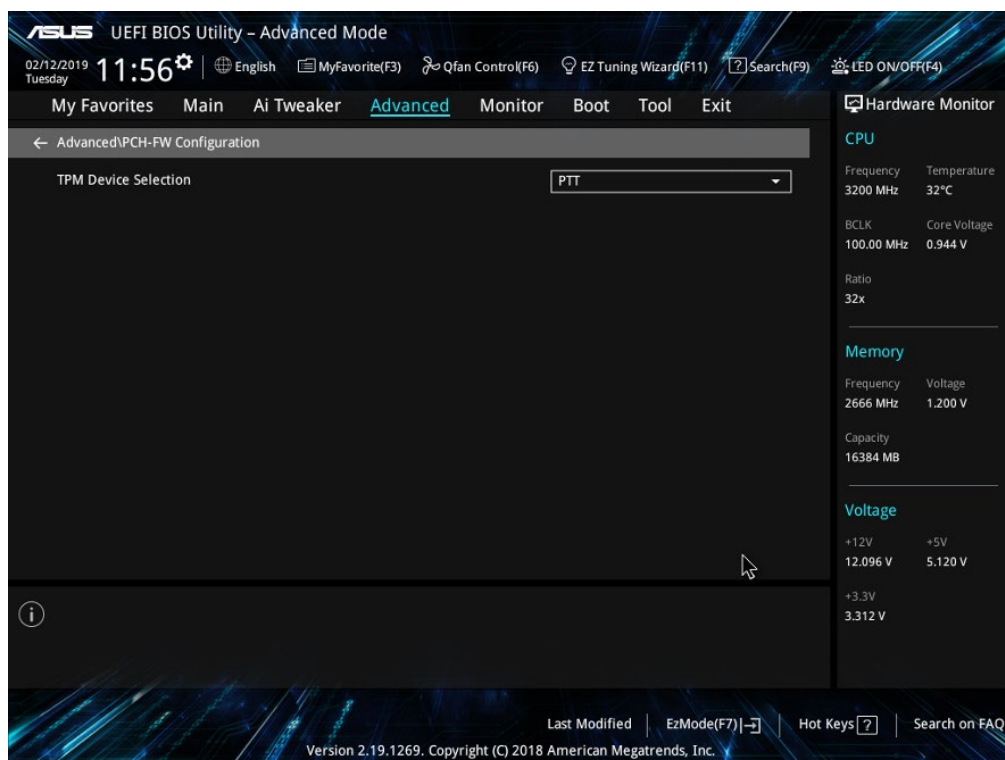 ASUS UEFI BIOS Utility – Advanced Mode
02/12/2019 Tuesday 11:56 English MyFavorite(F3) Qfan Control(F6) EZ Tuning Wizard(F11) ? Search(F9) LED ON/OFF(F4)
My Favorites Main Ai Tweaker Advanced Monitor Boot Tool Exit
← Advanced\PCH-FW Configuration
TPM Device Selection PTT
i
Hardware Monitor
CPU
Frequency Temperature
3200 MHz 32°C
BCLK Core Voltage
100.00 MHz 0.944 V
Ratio
32x
Memory
Frequency Voltage
2666 MHz 1.200 V
Capacity
16384 MB
Voltage
+12V +5V
12.096 V 5.120 V
+3.3V
3.312 V
Last Modified EzMode(F7) Hot Keys ? Search on FAQ
Version 2.19.1269. Copyright (C) 2018 American Megatrends, Inc.